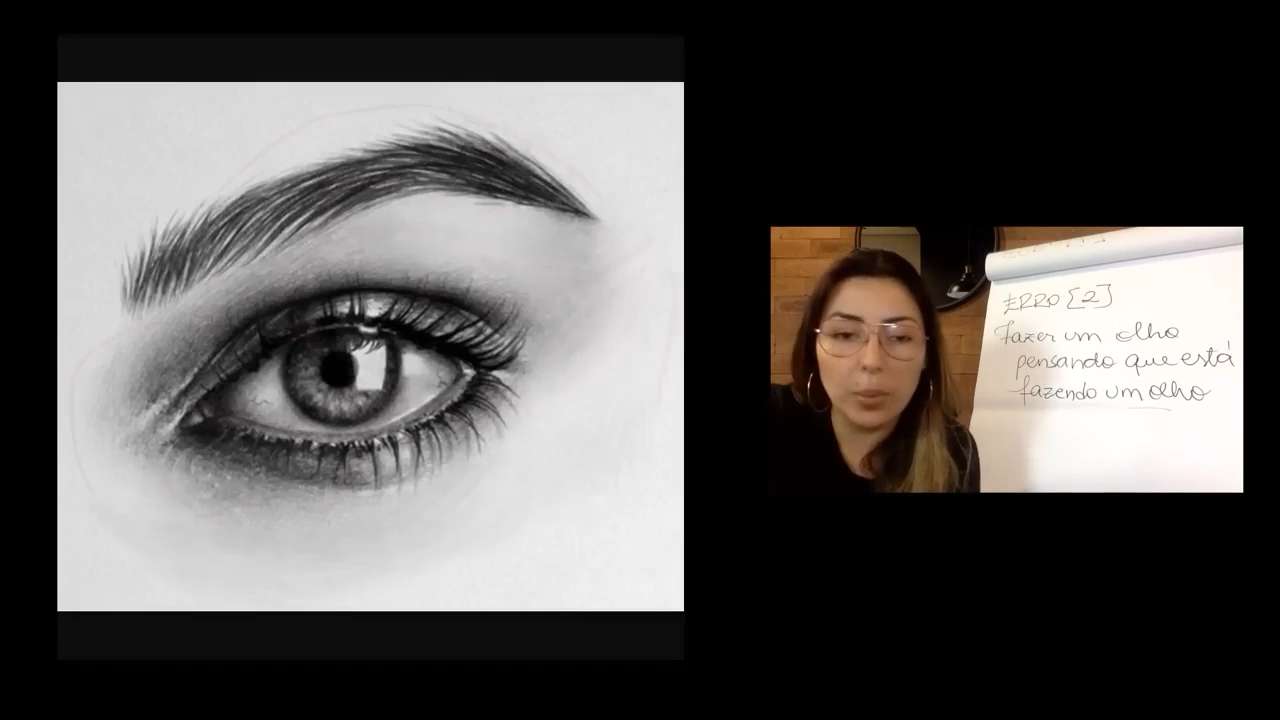 ERRO [2]
Fazer um olho
pensando que está
fazendo um olho